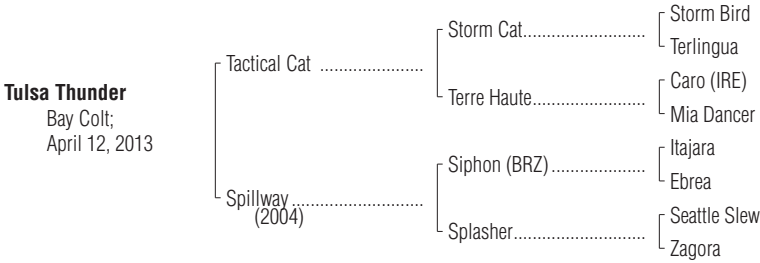 Storm Bird
Storm Cat..........................
Terlingua
Tactical Cat ......................
Caro (IRE)
Terre Haute........................
Mia Dancer
Tulsa Thunder
Bay Colt;
April 12, 2013
Itajara
Siphon (BRZ)....................
Ebrea
Spillway............................
(2004)
Seattle Slew
Splasher............................
Zagora